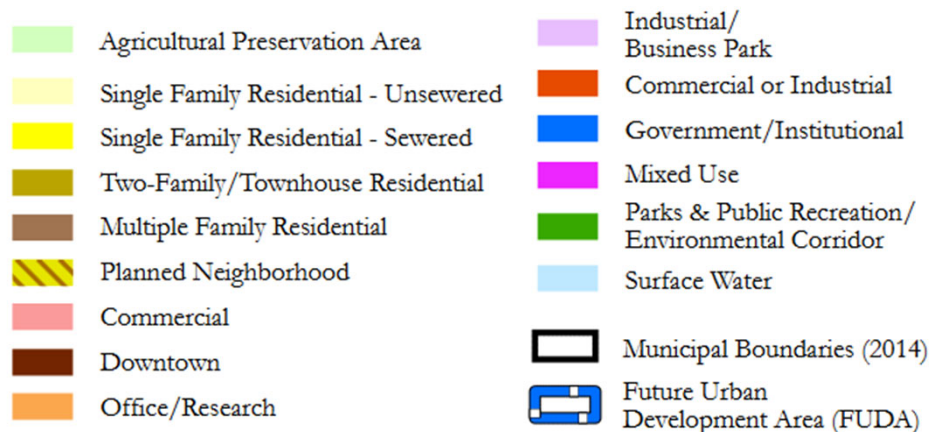 Agricultural Preservation Area
Single Family Residential - Unsewered
Single Family Residential - Sewered
Two-Family/Townhouse Residential
Multiple Family Residential
Planned Neighborhood
Commercial
Downtown
Office/Research
Industrial/
Business Park
Commercial or Industrial
Government/Institutional
Mixed Use
Parks & Public Recreation/
Environmental Corridor
Surface Water
Municipal Boundaries (2014)
Future Urban
Development Area (FUDA)